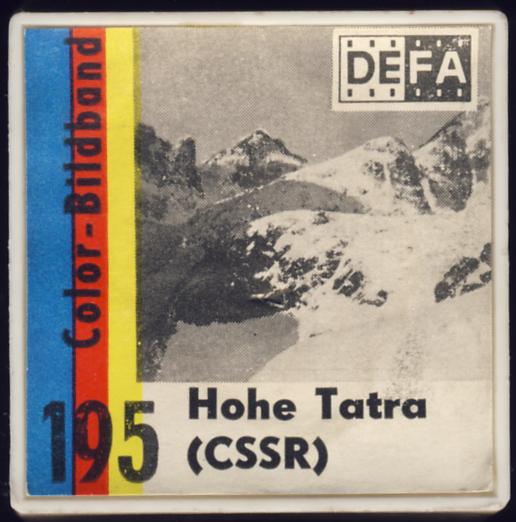 DEFA
Color-Bildband
195
Hohe Tatra
(CSSR)